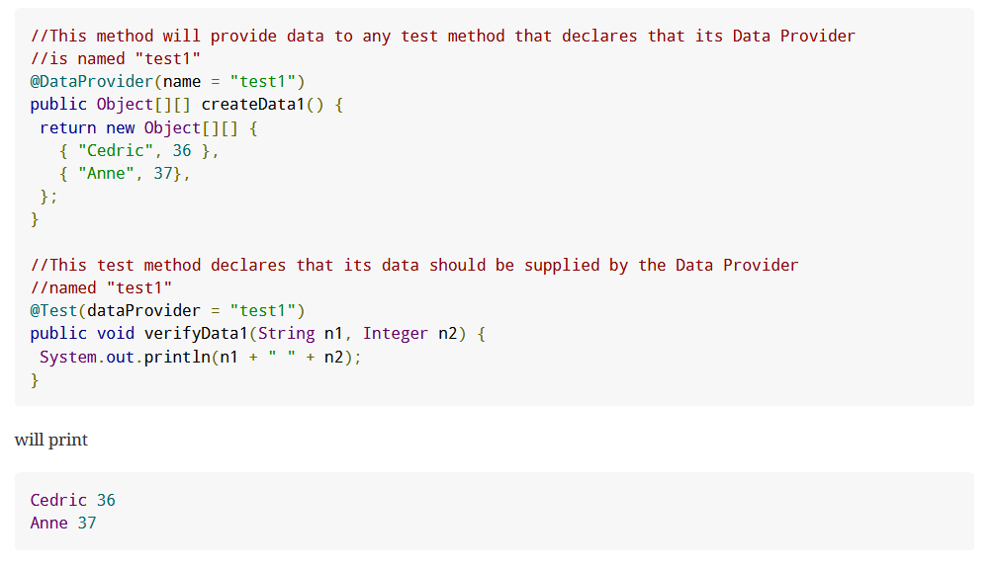 //This method will provide data to any test method that declares that its Data Provider
//is named "test1"
@DataProvider(name = "test1")
public Object[][] createData1() {
 return new Object[][] {
   { "Cedric", 36 },
   { "Anne", 37},
 };
}

//This test method declares that its data should be supplied by the Data Provider
//named "test1"
@Test(dataProvider = "test1")
public void verifyData1(String n1, Integer n2) {
 System.out.println(n1 + " " + n2);
}
will print
Cedric 36
Anne 37